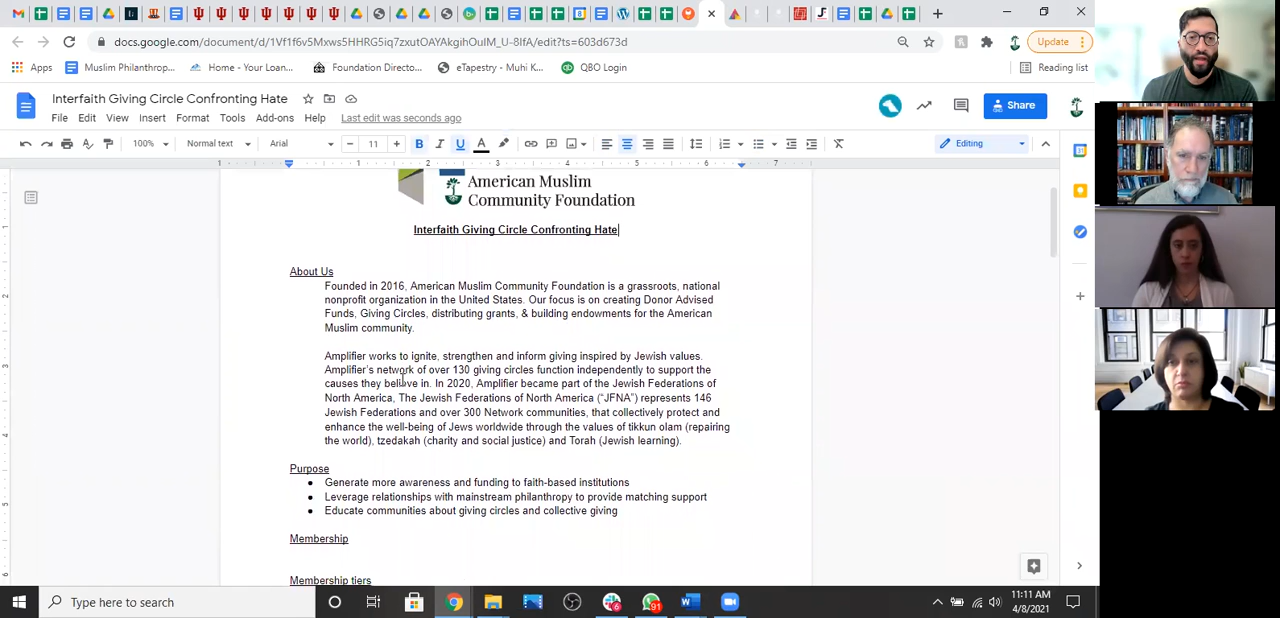 docs.google.com/document/d/1Vf1f6v5Mxws5HHRG5iq7zxutOAYAkgihOuIM_U3IfA/edit?ts=603d673d
Update
Apps
Muslim Philanthrop...
Home - Your Loan...
Foundation Directo...
eTapestry - Muhi K...
QBO Login
Reading list
Interfaith Giving Circle Confronting Hate
File Edit View Insert Format Tools Add-ons Help Last edit was seconds ago
Share
100% Normal text Arial 11 B I U A Editing
1 1 2 3 4 5 6 7
American Muslim
Community Foundation
Interfaith Giving Circle Confronting Hate
About Us
Founded in 2016, American Muslim Community Foundation is a grassroots, national
nonprofit organization in the United States. Our focus is on creating Donor Advised
Funds, Giving Circles, distributing grants, & building endowments for the American
Muslim community.
Amplifier works to ignite, strengthen and inform giving inspired by Jewish values.
Amplifier's network of over 130 giving circles function independently to support the
causes they believe in. In 2020, Amplifier became part of the Jewish Federations of
North America, The Jewish Federations of North America ("JFNA") represents 146
Jewish Federations and over 300 Network communities, that collectively protect and
enhance the well-being of Jews worldwide through the values of tikkun olam (repairing
the world), tzedakah (charity and social justice) and Torah (Jewish learning).
Purpose
Generate more awareness and funding to faith-based institutions
Leverage relationships with mainstream philanthropy to provide matching support
Educate communities about giving circles and collective giving
Membership
Membership tiers
Type here to search
91
11:11 AM
4/8/2021